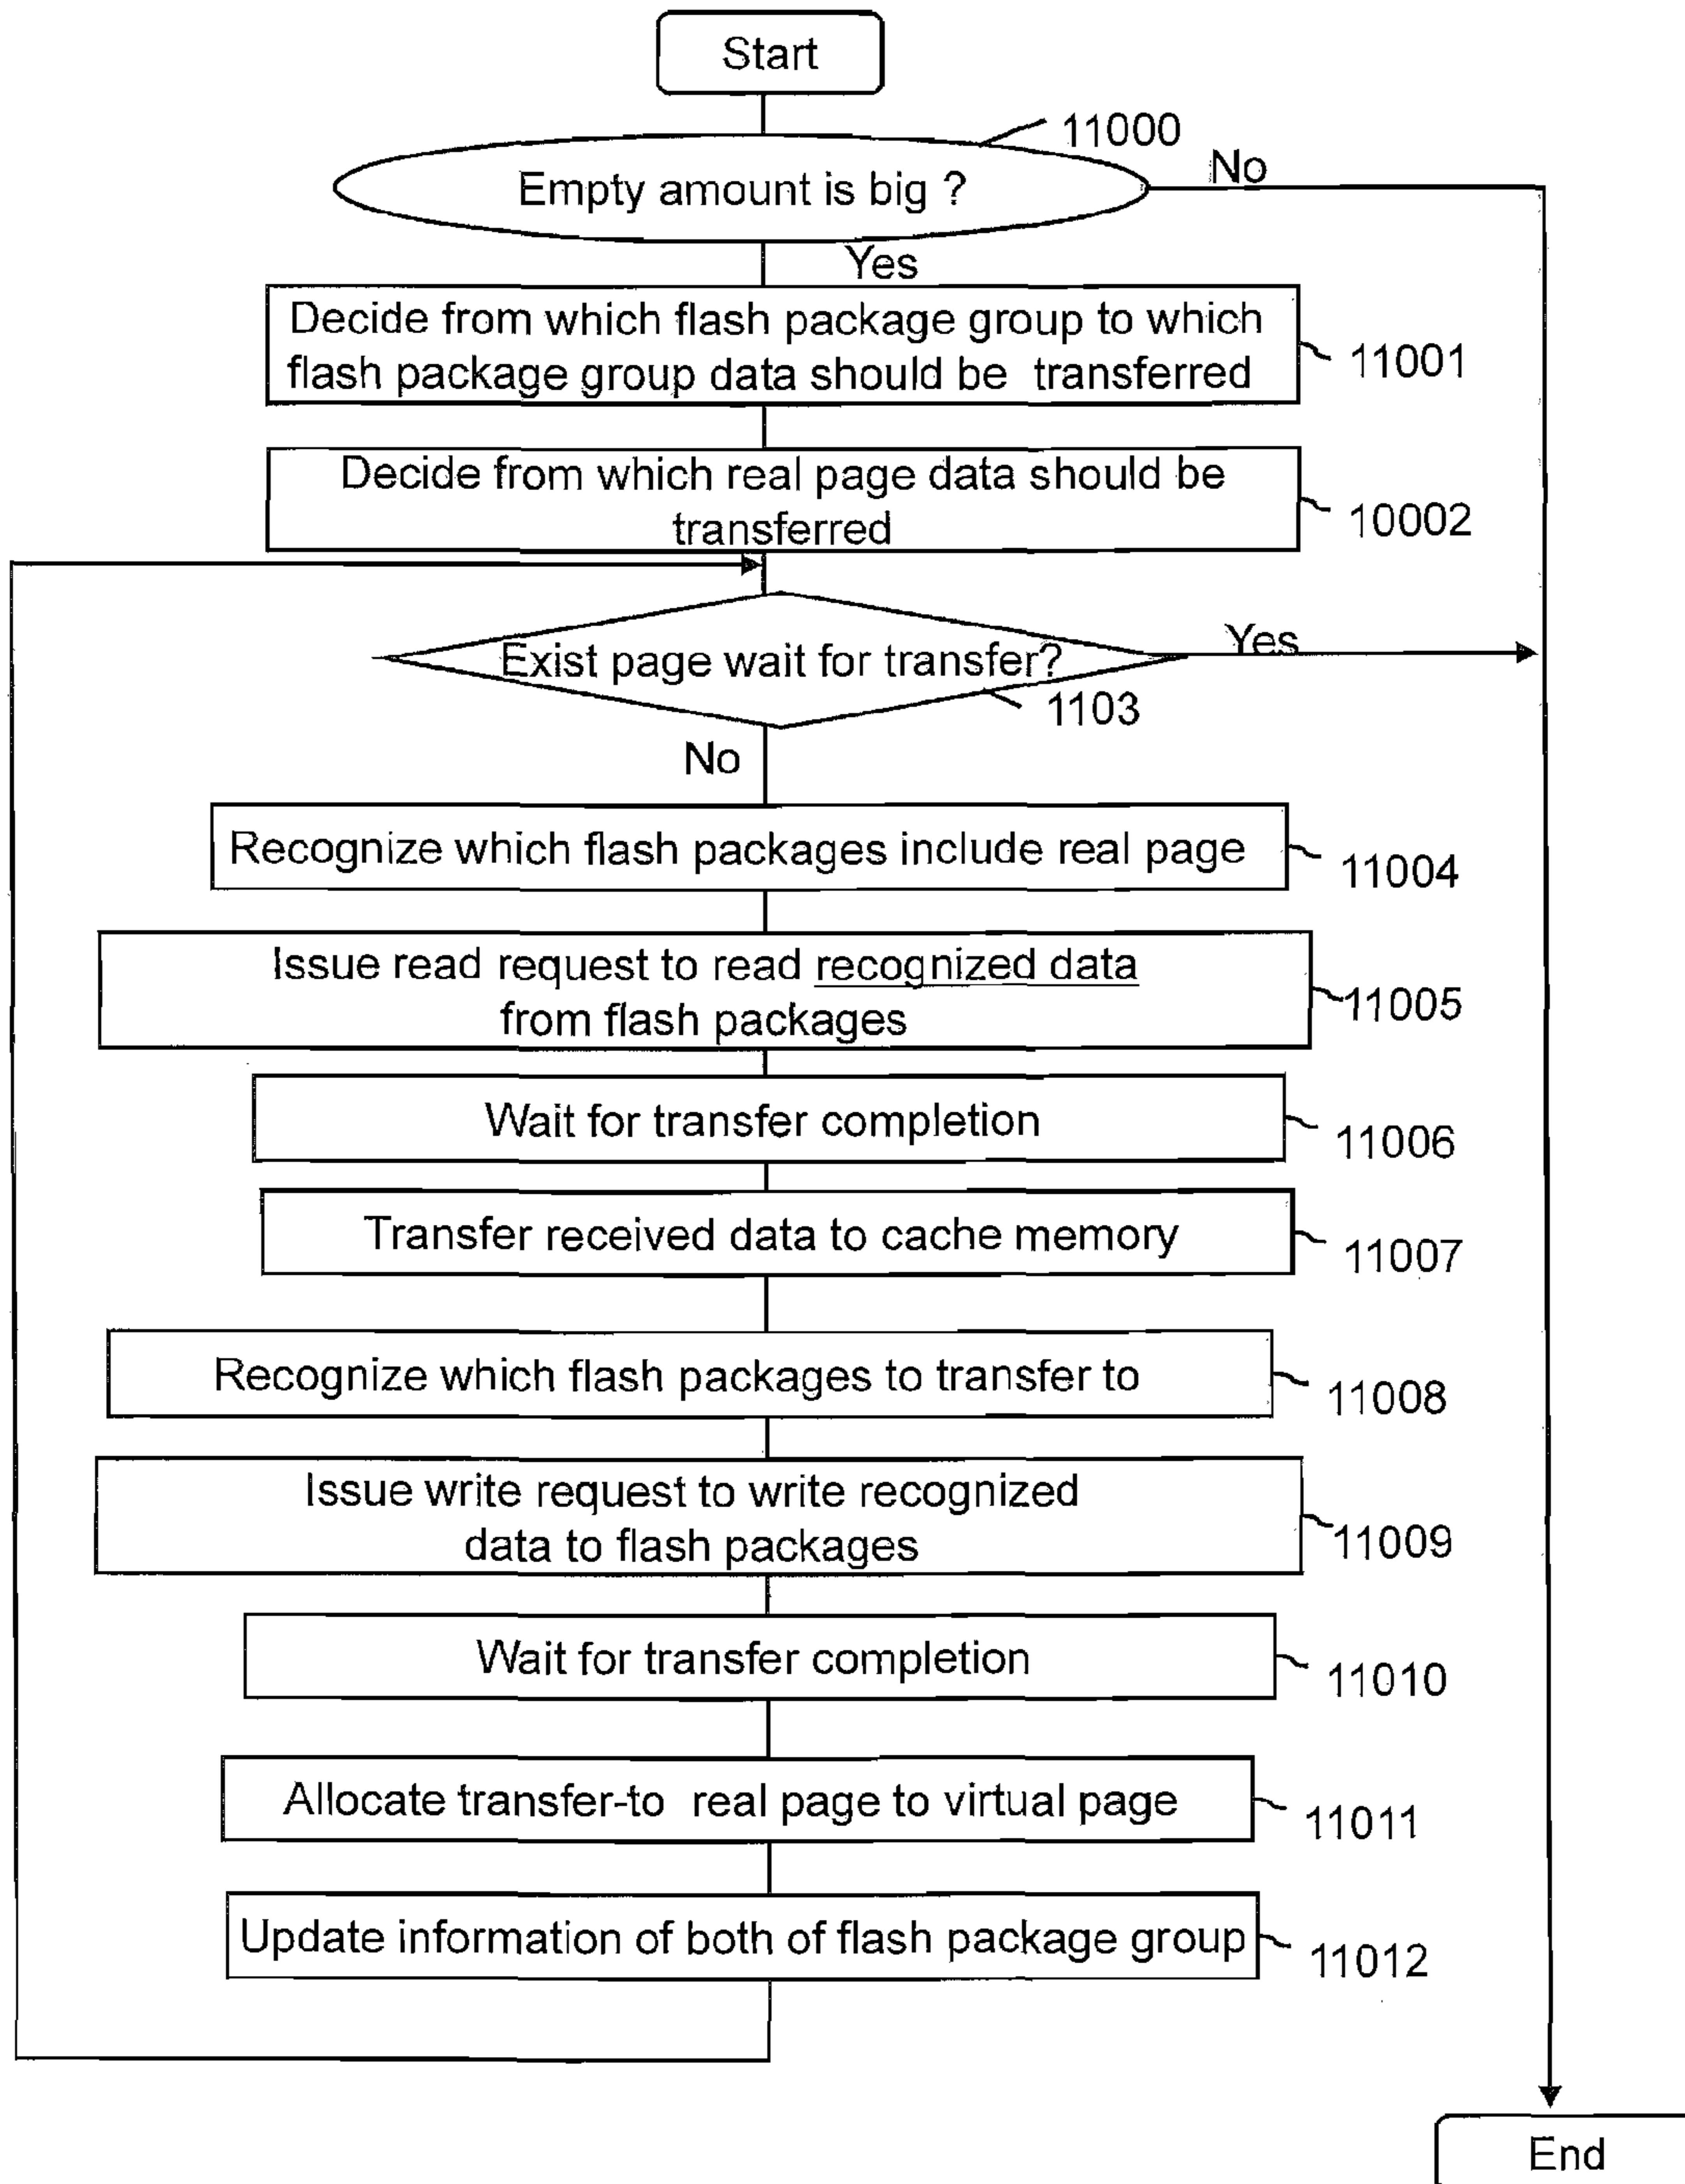 Start
11000
Empty amount is big ?
No
Yes
Decide from which flash package group to which
flash package group data should be transferred
11001
Decide from which real page data should be
transferred
10002
Exist page wait for transfer?
Yes
1103
No
Recognize which flash packages include real page
11004
Issue read request to read recognized data
from flash packages
11005
Wait for transfer completion
11006
Transfer received data to cache memory
11007
Recognize which flash packages to transfer to
11008
Issue write request to write recognized
data to flash packages
11009
Wait for transfer completion
11010
Allocate transfer-to real page to virtual page
11011
Update information of both of flash package group
11012
End